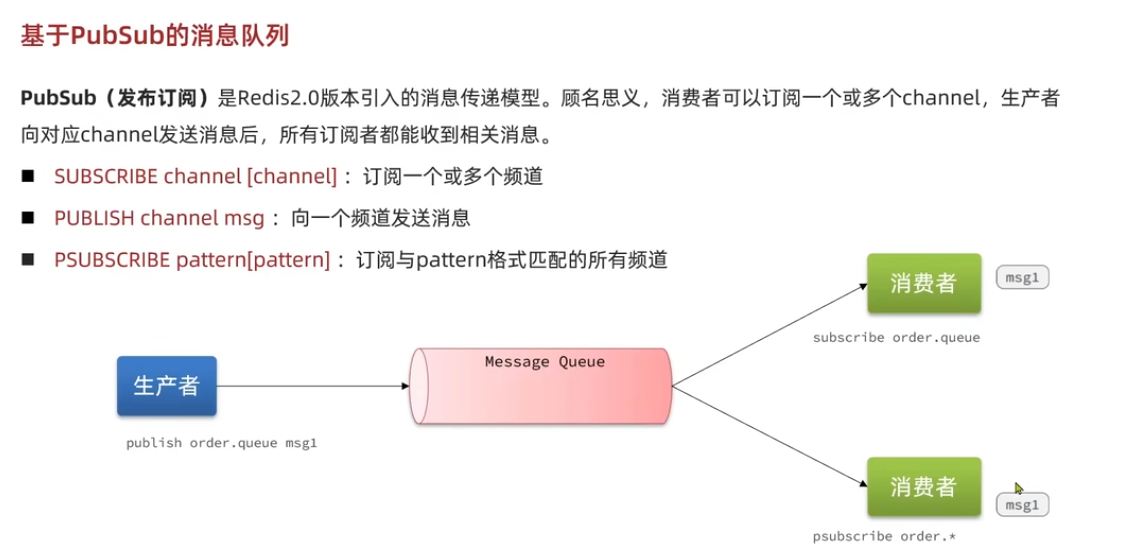 基于PubSub的消息队列
PubSub（发布订阅）是Redis2.0版本引入的消息传递模型。顾名思义，消费者可以订阅一个或多个channel，生产者
向对应channel发送消息后，所有订阅者都能收到相关消息。
SUBSCRIBE channel [channel] ：订阅一个或多个频道
PUBLISH channel msg ：向一个频道发送消息
PSUBSCRIBE pattern[pattern] ：订阅与pattern格式匹配的所有频道
消费者
msg1
subscribe order.queue
Message Queue
生产者
publish order.queue msg1
消费者
msg1
psubscribe order.*